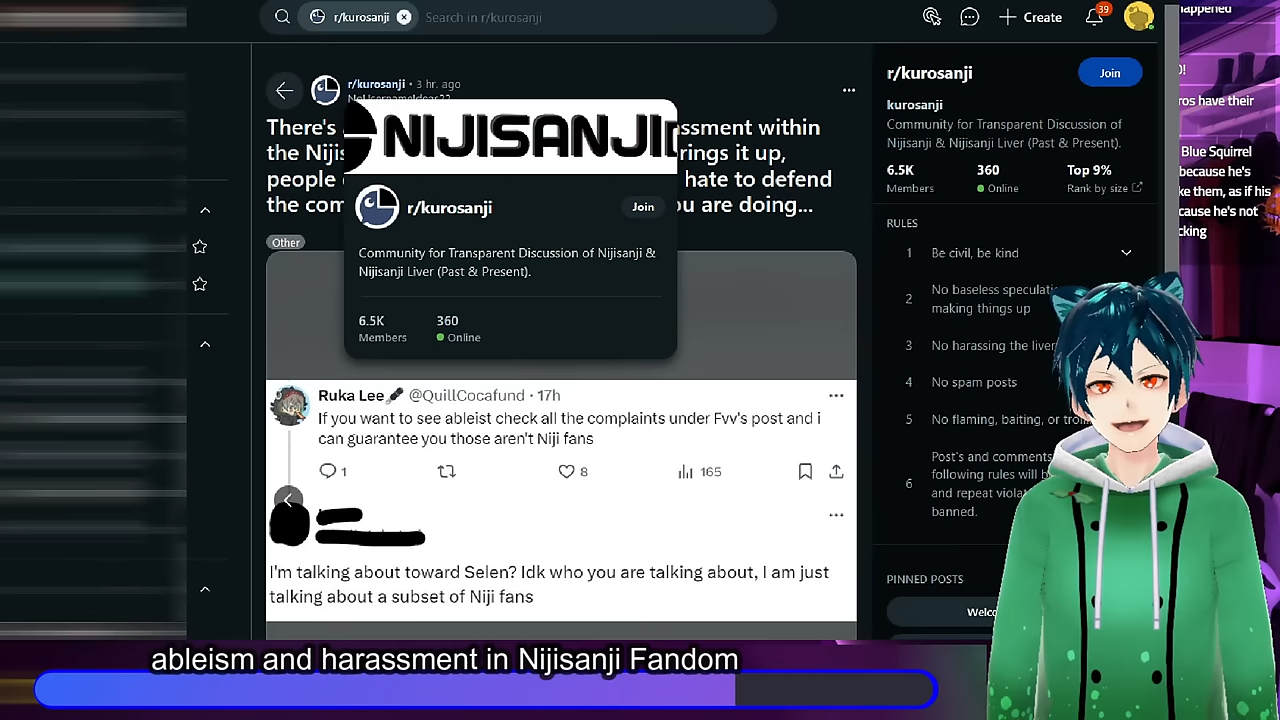 r/kurosanji
Search in r/kurosanji
Create
39
happened
r/kurosanji • 3 hr. ago
There's
ssment within
the Nijis
rings it up,
people
hate to defend
the com
u are doing...
Other
NIJISANJI
r/kurosanji
Join
Community for Transparent Discussion of Nijisanji &
Nijisanji Liver (Past & Present).
6.5K
360
Members
Online
Ruka Lee @QuillCocafund · 17h
If you want to see ableist check all the complaints under Fvv's post and i
can guarantee you those aren't Niji fans
1
8
165
I'm talking about toward Selen? Idk who you are talking about, I am just
talking about a subset of Niji fans
r/kurosanji
Join
kurosanji
Community for Transparent Discussion of
Nijisanji & Nijisanji Liver (Past & Present).
6.5K
360
Top 9%
Members
Online
Rank by size
RULES
1 Be civil, be kind
2 No baseless speculati
making things up
3 No harassing the liver
4 No spam posts
5 No flaming, baiting, or tro
6 Post's and comments
following rules will b
and repeat violat
banned.
PINNED POSTS
Welco
ros have their
Blue Squirrel
because he's
ke them, as if his
cause he's not
cking
ableism and harassment in Nijisanji Fandom